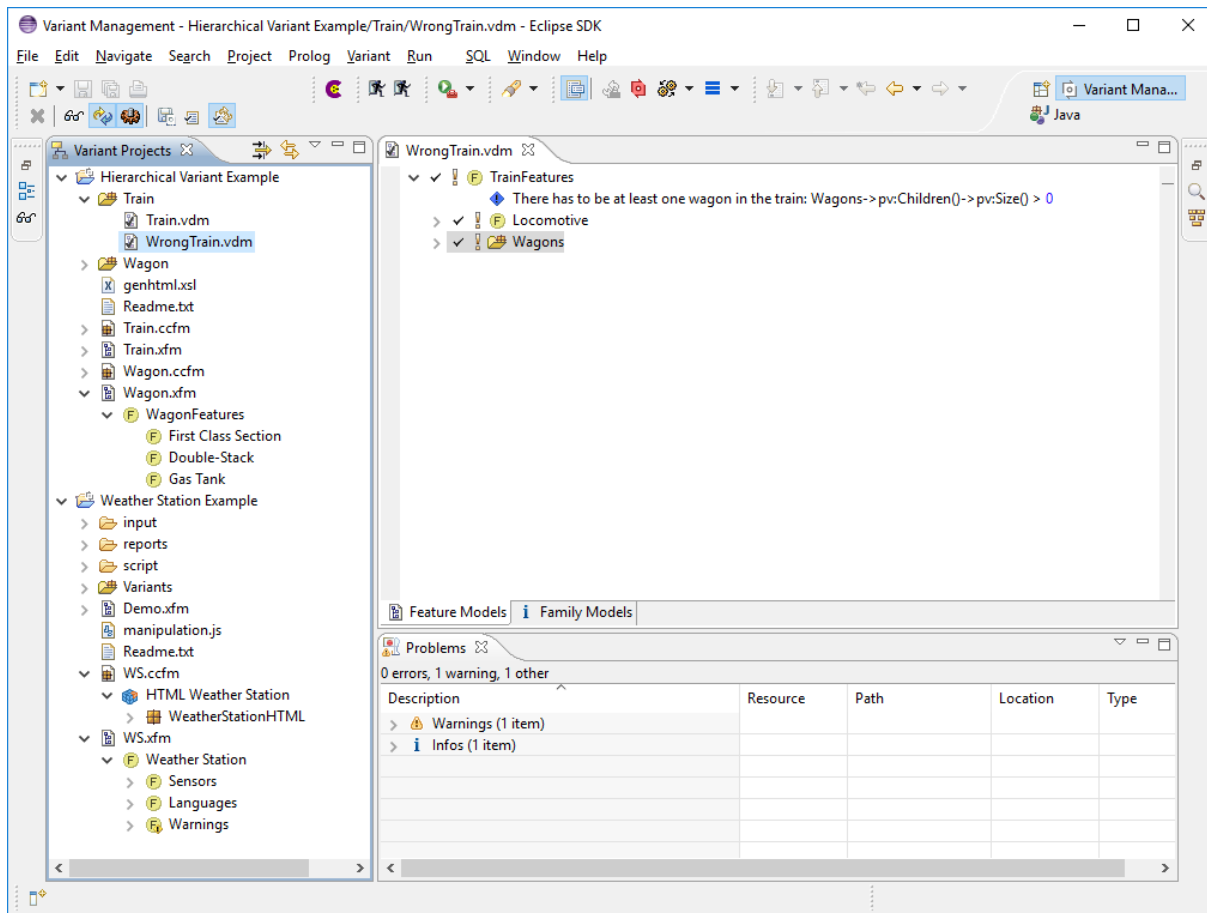 Variant Management - Hierarchical Variant Example/Train/WrongTrain.vdm - Eclipse SDK
File Edit Navigate Search Project Prolog Variant Run SQL Window Help
Variant Mana...
Java
Variant Projects
Hierarchical Variant Example
Train
Train.vdm
WrongTrain.vdm
Wagon
genhtml.xsl
Readme.txt
Train.ccfm
Train.xfm
Wagon.ccfm
Wagon.xfm
WagonFeatures
First Class Section
Double-Stack
Gas Tank
Weather Station Example
input
reports
script
Variants
Demo.xfm
manipulation.js
Readme.txt
WS.ccfm
HTML Weather Station
WeatherStationHTML
WS.xfm
Weather Station
Sensors
Languages
Warnings
WrongTrain.vdm
TrainFeatures
There has to be at least one wagon in the train: Wagons->pv:Children()->pv:Size() > 0
Locomotive
Wagons
Feature Models Family Models
Problems
0 errors, 1 warning, 1 other
Description Resource Path Location Type
Warnings (1 item)
Infos (1 item)